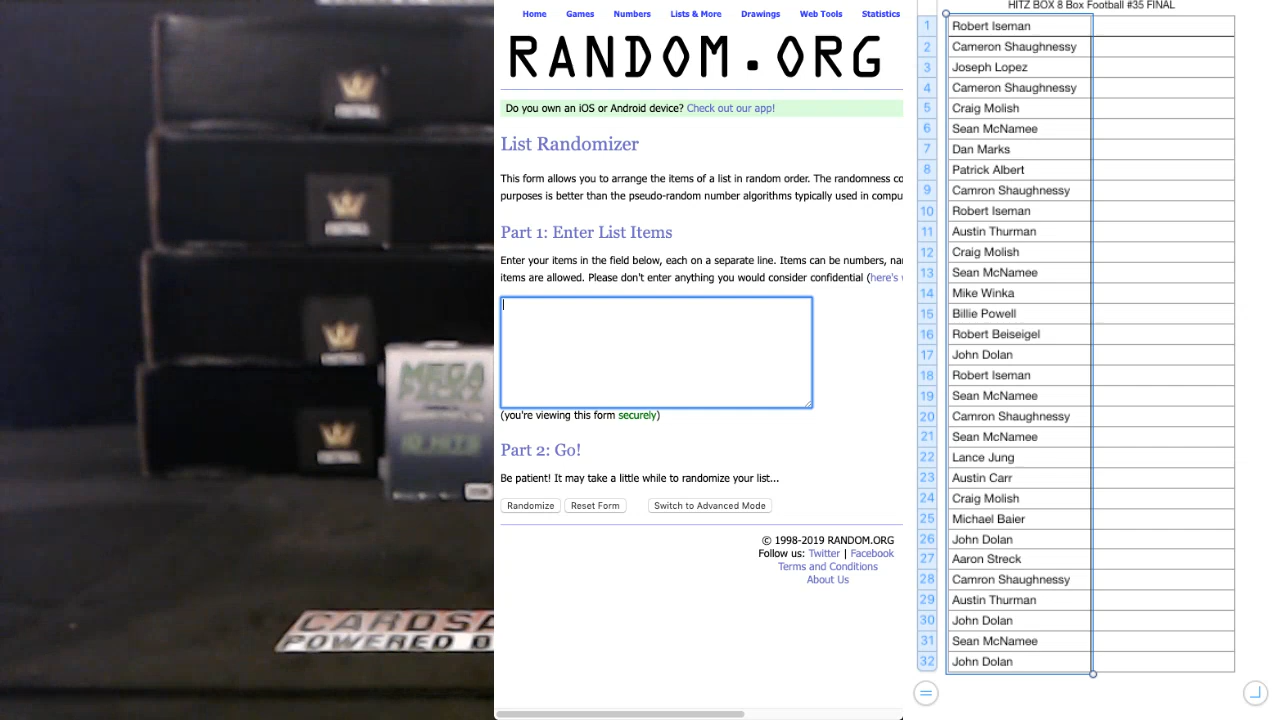 FOOTBALL
FOOTBALL
FOOTBALL
FOOTBALL
MEGA
PACKZ
10 HITS
CARDSA
POWERED
Home Games Numbers Lists & More Drawings Web Tools Statistics
RANDOM.ORG
Do you own an iOS or Android device? Check out our app!
List Randomizer
This form allows you to arrange the items of a list in random order. The randomness co
purposes is better than the pseudo-random number algorithms typically used in compu
Part 1: Enter List Items
Enter your items in the field below, each on a separate line. Items can be numbers, nar
items are allowed. Please don't enter anything you would consider confidential (here's
(you're viewing this form securely)
Part 2: Go!
Be patient! It may take a little while to randomize your list...
Randomize Reset Form Switch to Advanced Mode
© 1998-2019 RANDOM.ORG
Follow us: Twitter | Facebook
Terms and Conditions
About Us
HITZ BOX 8 Box Football #35 FINAL
1 Robert Iseman
2 Cameron Shaughnessy
3 Joseph Lopez
4 Cameron Shaughnessy
5 Craig Molish
6 Sean McNamee
7 Dan Marks
8 Patrick Albert
9 Camron Shaughnessy
10 Robert Iseman
11 Austin Thurman
12 Craig Molish
13 Sean McNamee
14 Mike Winka
15 Billie Powell
16 Robert Beiseigel
17 John Dolan
18 Robert Iseman
19 Sean McNamee
20 Camron Shaughnessy
21 Sean McNamee
22 Lance Jung
23 Austin Carr
24 Craig Molish
25 Michael Baier
26 John Dolan
27 Aaron Streck
28 Camron Shaughnessy
29 Austin Thurman
30 John Dolan
31 Sean McNamee
32 John Dolan